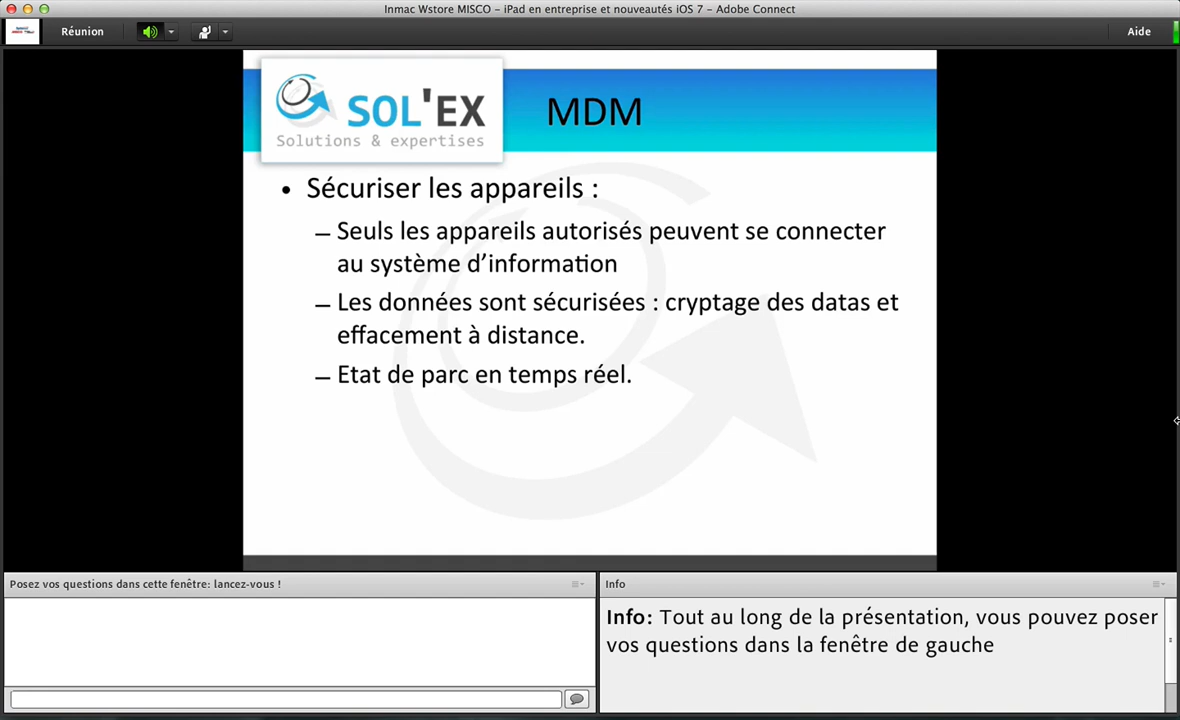 Inmac Wstore MISCO – iPad en entreprise et nouveautés iOS 7 - Adobe Connect
Réunion
Aide
SOL'EX
Solutions & expertises
MDM
• Sécuriser les appareils :
– Seuls les appareils autorisés peuvent se connecter
au système d’information
– Les données sont sécurisées : cryptage des datas et
effacement à distance.
– Etat de parc en temps réel.
Posez vos questions dans cette fenêtre: lancez-vous !
Info
Info: Tout au long de la présentation, vous pouvez poser
vos questions dans la fenêtre de gauche